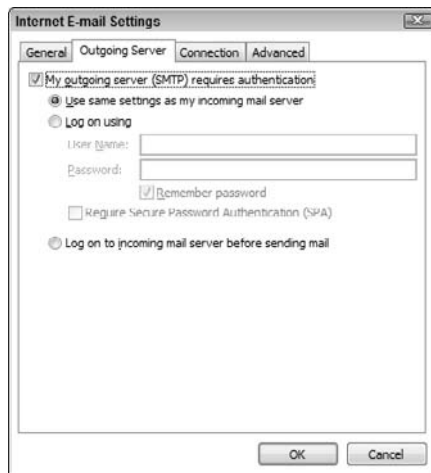 Internet E-mail Settings
General Outgoing Server Connection Advanced
My outgoing server (SMTP) requires authentication
Use same settings as my incoming mail server
Log on using
User Name:
Password:
Remember password
Require Secure Password Authentication (SPA)
Log on to incoming mail server before sending mail
OK Cancel